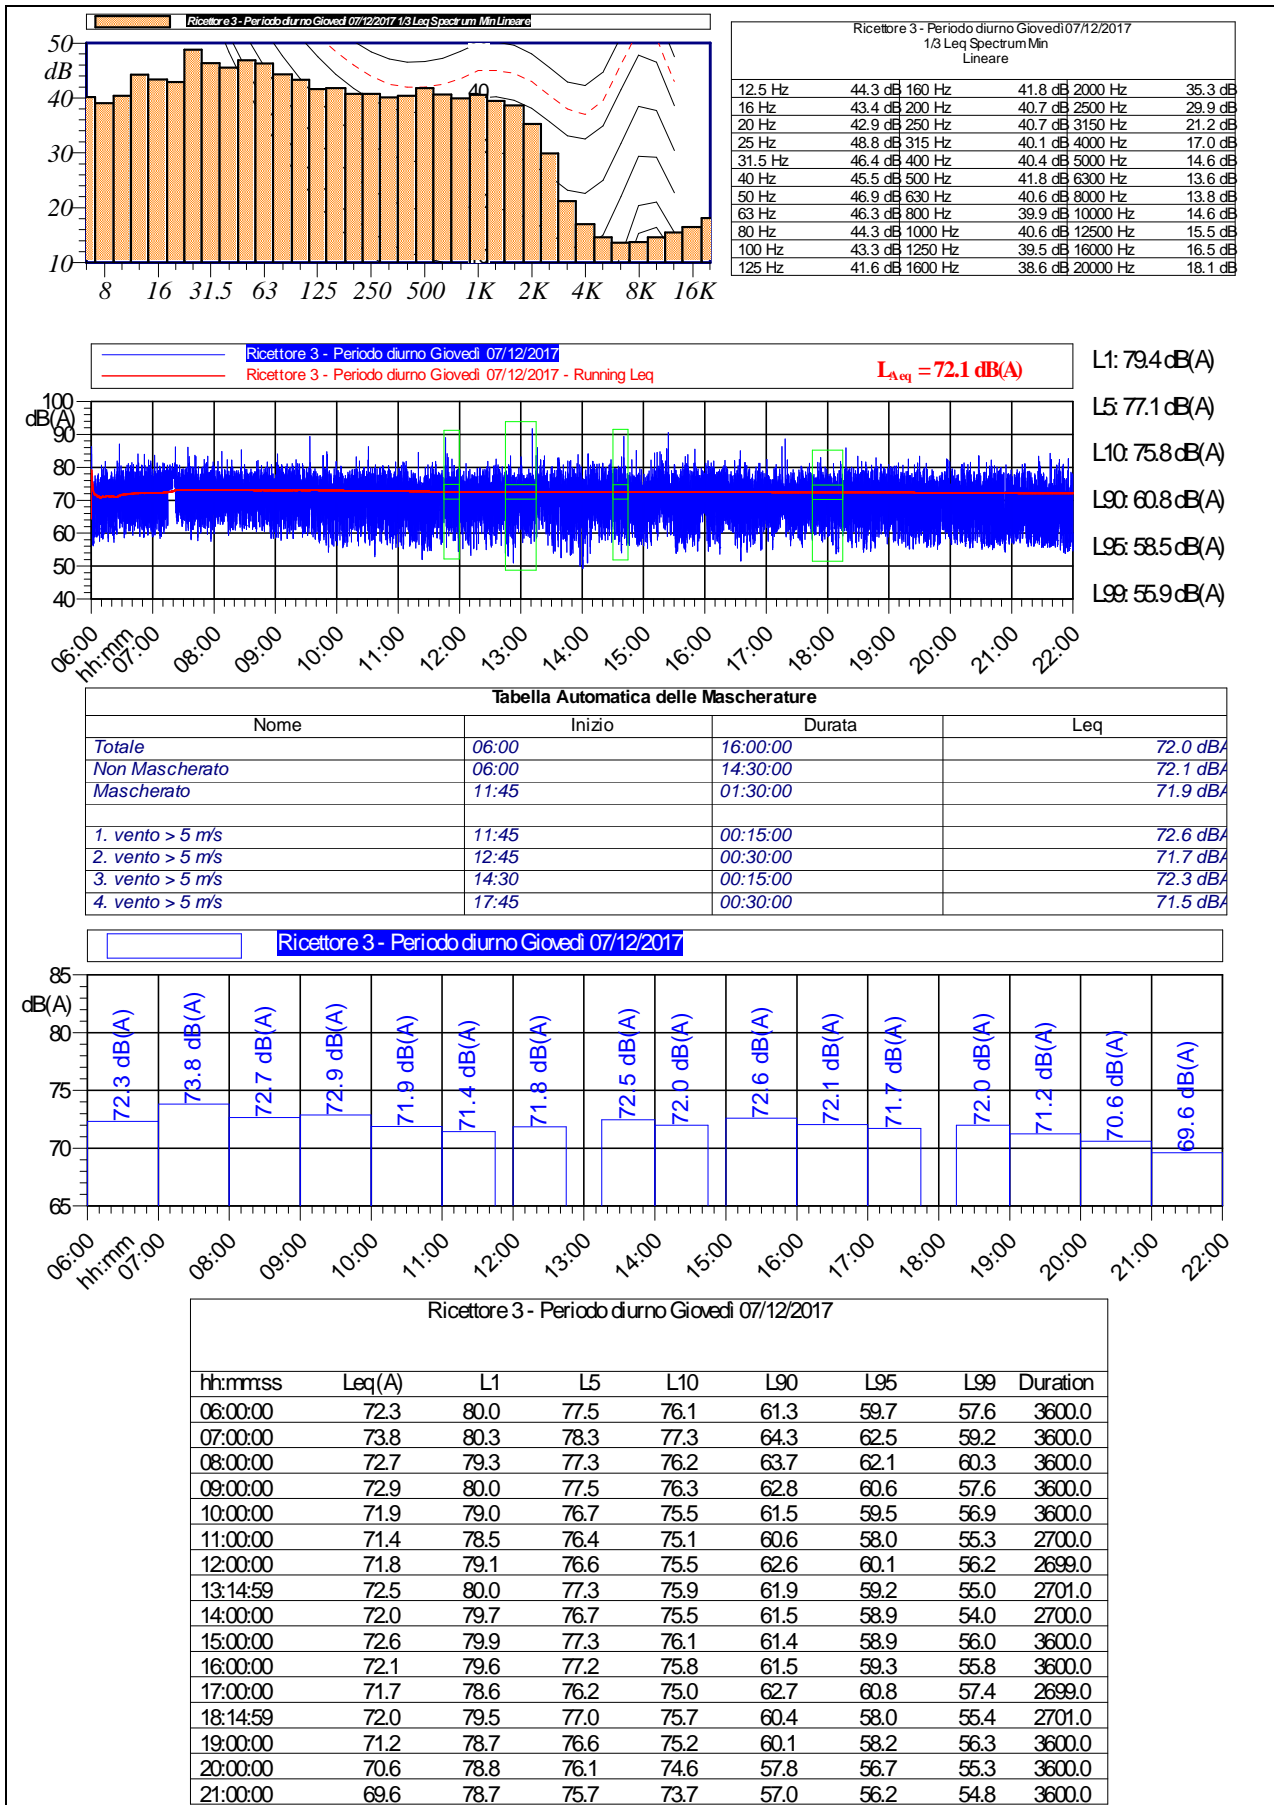 Ricettore 3 - Periodo diurno Giovedì 07/12/2017 1/3 Leq Spectrum Min Lineare
50
dB
40
30
20
10
40
8 16 31.5 63 125 250 500 1K 2K 4K 8K 16K
Ricettore 3 - Periodo diurno Giovedì 07/12/2017
1/3 Leq Spectrum Min
Lineare
12.5 Hz 44.3 dB 160 Hz 41.8 dB 2000 Hz 35.3 dB
16 Hz 43.4 dB 200 Hz 40.7 dB 2500 Hz 29.9 dB
20 Hz 42.9 dB 250 Hz 40.7 dB 3150 Hz 21.2 dB
25 Hz 48.8 dB 315 Hz 40.1 dB 4000 Hz 17.0 dB
31.5 Hz 46.4 dB 400 Hz 40.4 dB 5000 Hz 14.6 dB
40 Hz 45.5 dB 500 Hz 41.8 dB 6300 Hz 13.6 dB
50 Hz 46.9 dB 630 Hz 40.6 dB 8000 Hz 13.8 dB
63 Hz 46.3 dB 800 Hz 39.9 dB 10000 Hz 14.6 dB
80 Hz 44.3 dB 1000 Hz 40.6 dB 12500 Hz 15.5 dB
100 Hz 43.3 dB 1250 Hz 39.5 dB 16000 Hz 16.5 dB
125 Hz 41.6 dB 1600 Hz 38.6 dB 20000 Hz 18.1 dB
Ricettore 3 - Periodo diurno Giovedì 07/12/2017
Ricettore 3 - Periodo diurno Giovedì 07/12/2017 - Running Leq
LAeq = 72.1 dB(A)
L1: 79.4 dB(A)
L5: 77.1 dB(A)
L10: 75.8 dB(A)
L90: 60.8 dB(A)
L95: 58.5 dB(A)
L99: 55.9 dB(A)
100
dB(A)
90
80
70
60
50
40
06:00 hh:mm 07:00 08:00 09:00 10:00 11:00 12:00 13:00 14:00 15:00 16:00 17:00 18:00 19:00 20:00 21:00 22:00
Tabella Automatica delle Mascherature
Nome Inizio Durata Leq
Totale 06:00 16:00:00 72.0 dBA
Non Mascherato 06:00 14:30:00 72.1 dBA
Mascherato 11:45 01:30:00 71.9 dBA
1. vento > 5 m/s 11:45 00:15:00 72.6 dBA
2. vento > 5 m/s 12:45 00:30:00 71.7 dBA
3. vento > 5 m/s 14:30 00:15:00 72.3 dBA
4. vento > 5 m/s 17:45 00:30:00 71.5 dBA
Ricettore 3 - Periodo diurno Giovedì 07/12/2017
85
dB(A)
80
75
70
65
72.3 dB(A) 73.8 dB(A) 72.7 dB(A) 72.9 dB(A) 71.9 dB(A) 71.4 dB(A) 71.8 dB(A) 72.5 dB(A) 72.0 dB(A) 72.6 dB(A) 72.1 dB(A) 71.7 dB(A) 72.0 dB(A) 71.2 dB(A) 70.6 dB(A) 69.6 dB(A)
06:00 hh:mm 07:00 08:00 09:00 10:00 11:00 12:00 13:00 14:00 15:00 16:00 17:00 18:00 19:00 20:00 21:00 22:00
Ricettore 3 - Periodo diurno Giovedì 07/12/2017
hh:mm:ss Leq(A) L1 L5 L10 L90 L95 L99 Duration
06:00:00 72.3 80.0 77.5 76.1 61.3 59.7 57.6 3600.0
07:00:00 73.8 80.3 78.3 77.3 64.3 62.5 59.2 3600.0
08:00:00 72.7 79.3 77.3 76.2 63.7 62.1 60.3 3600.0
09:00:00 72.9 80.0 77.5 76.3 62.8 60.6 57.6 3600.0
10:00:00 71.9 79.0 76.7 75.5 61.5 59.5 56.9 3600.0
11:00:00 71.4 78.5 76.4 75.1 60.6 58.0 55.3 2700.0
12:00:00 71.8 79.1 76.6 75.5 62.6 60.1 56.2 2699.0
13:14:59 72.5 80.0 77.3 75.9 61.9 59.2 55.0 2701.0
14:00:00 72.0 79.7 76.7 75.5 61.5 58.9 54.0 2700.0
15:00:00 72.6 79.9 77.3 76.1 61.4 58.9 56.0 3600.0
16:00:00 72.1 79.6 77.2 75.8 61.5 59.3 55.8 3600.0
17:00:00 71.7 78.6 76.2 75.0 62.7 60.8 57.4 2699.0
18:14:59 72.0 79.5 77.0 75.7 60.4 58.0 55.4 2701.0
19:00:00 71.2 78.7 76.6 75.2 60.1 58.2 56.3 3600.0
20:00:00 70.6 78.8 76.1 74.6 57.8 56.7 55.3 3600.0
21:00:00 69.6 78.7 75.7 73.7 57.0 56.2 54.8 3600.0